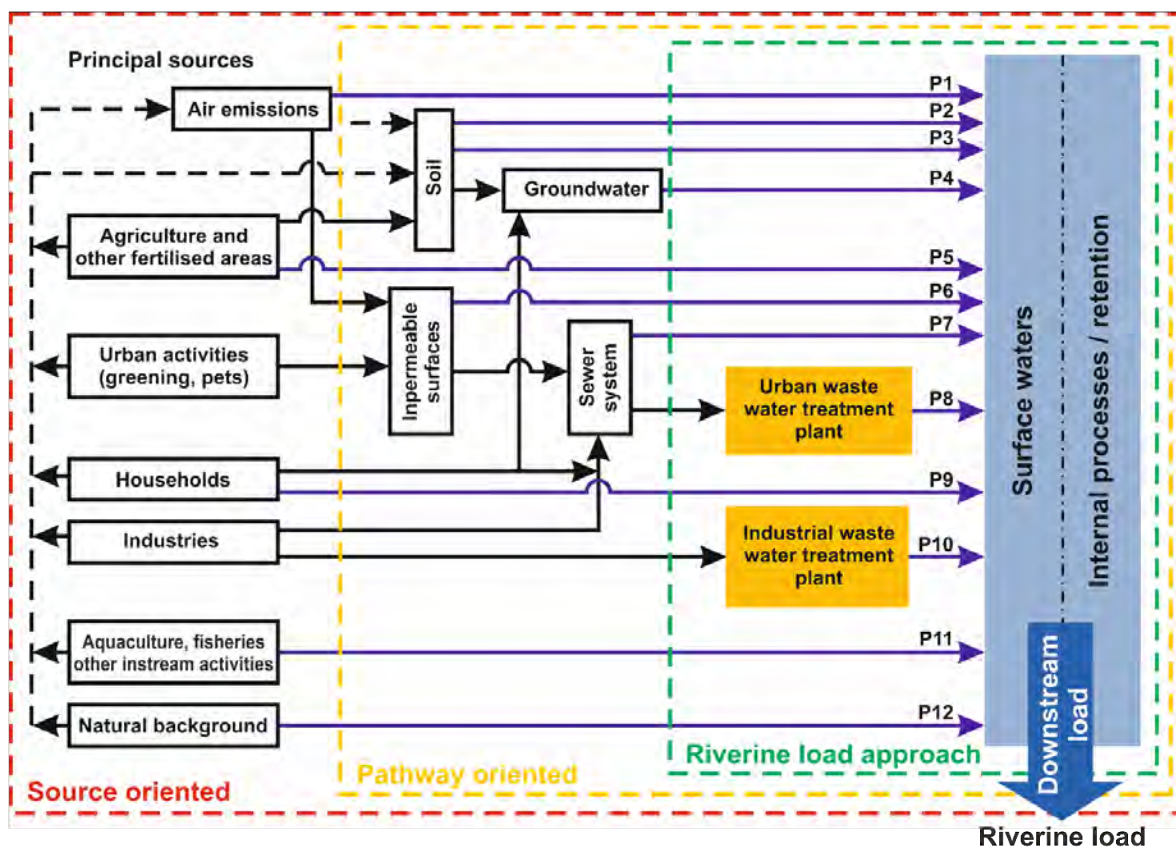 Principal sources
Air emissions
Agriculture and
other fertilised areas
Urban activities
(greening, pets)
Households
Industries
Aquaculture, fisheries
other instream activities
Natural background
Soil
Groundwater
Inpermeable
surfaces
Sewer
system
Urban waste
water treatment
plant
Industrial waste
water treatment
plant
P1
P2
P3
P4
P5
P6
P7
P8
P9
P10
P11
P12
Surface waters
Internal processes / retention
Downstream
load
Source oriented
Pathway oriented
Riverine load approach
Riverine load